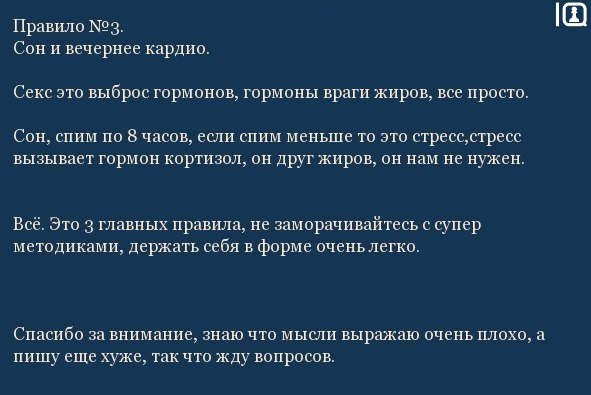 IQ
Правило №3.
Сон и вечернее кардио.
Секс это выброс гормонов, гормоны враги жиров, все просто.
Сон, спим по 8 часов, если спим меньше то это стресс,стресс
вызывает гормон кортизол, он друг жиров, он нам не нужен.
Всё. Это 3 главных правила, не заморачивайтесь с супер
методиками, держать себя в форме очень легко.
Спасибо за внимание, знаю что мысли выражаю очень плохо, а
пишу еще хуже, так что жду вопросов.